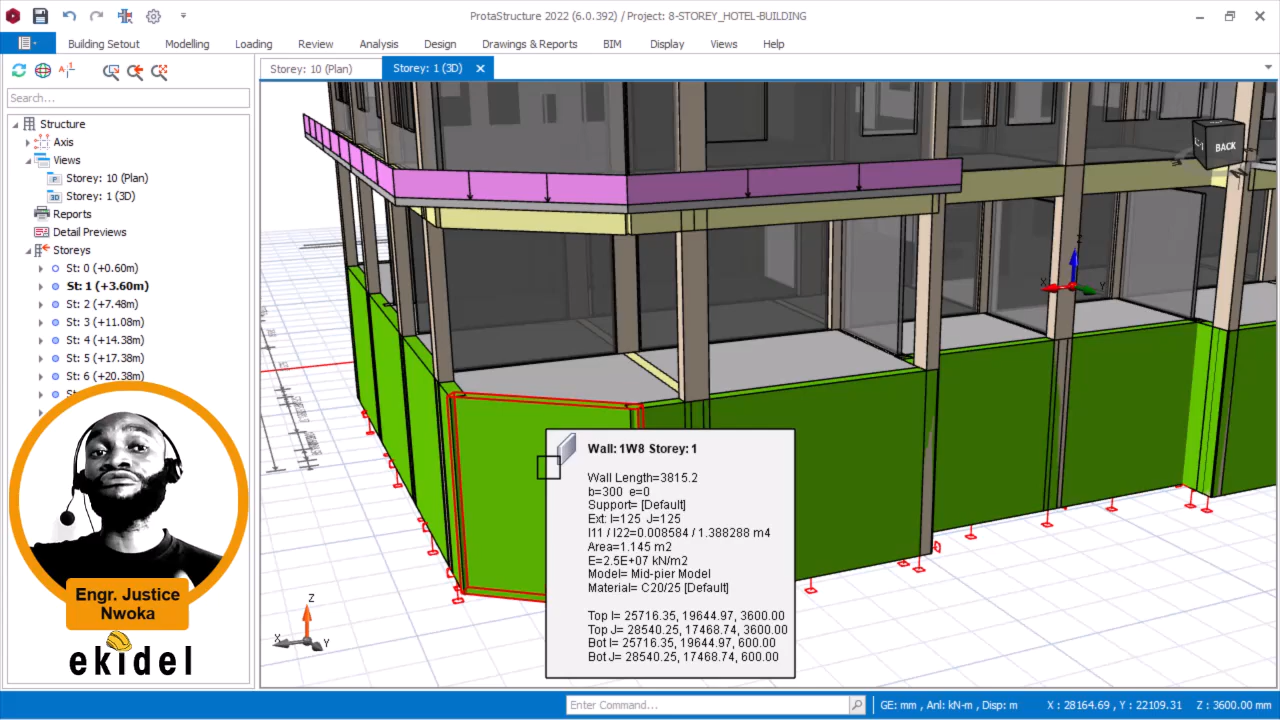 ProtaStructure 2022 (6.0.392) / Project: 8-STOREY_HOTEL-BUILDING
Building Setout
Modelling
Loading
Review
Analysis
Design
Drawings & Reports
BIM
Display
Views
Help
Storey: 10 (Plan)
Storey: 1 (3D)
Search...
Structure
Axis
Views
Storey: 10 (Plan)
Storey: 1 (3D)
Reports
Detail Previews
Storeys
St: 0 (+0.60m)
St: 1 (+3.60m)
St: 2 (+7.48m)
St: 3 (+11.08m)
St: 4 (+14.38m)
St: 5 (+17.38m)
St: 6 (+20.38m)
BACK
Z
X
Y
Wall: 1W8 Storey: 1
Wall Length=3815.2
b=300 e=0
Support= [Default]
Ext: I=125 J=125
I11 / I22=0.008584 / 1.388288 m4
Area=1.145 m2
E=2.5E+07 kN/m2
Model= Mid-pier Model
Material= C20/25 [Default]
Top I= 25716.35, 19644.97, 3600.00
Top J= 28540.25, 17468.74, 3600.00
Bot I= 25716.35, 19644.97, 600.00
Bot J= 28540.25, 17468.74, 600.00
Engr. Justice
Nwoka
ekidel
Z
X
Y
Enter Command...
GE: mm , Anl: kN-m , Disp: m
X : 28164.69 , Y : 22109.31
Z : 3600.00 mm